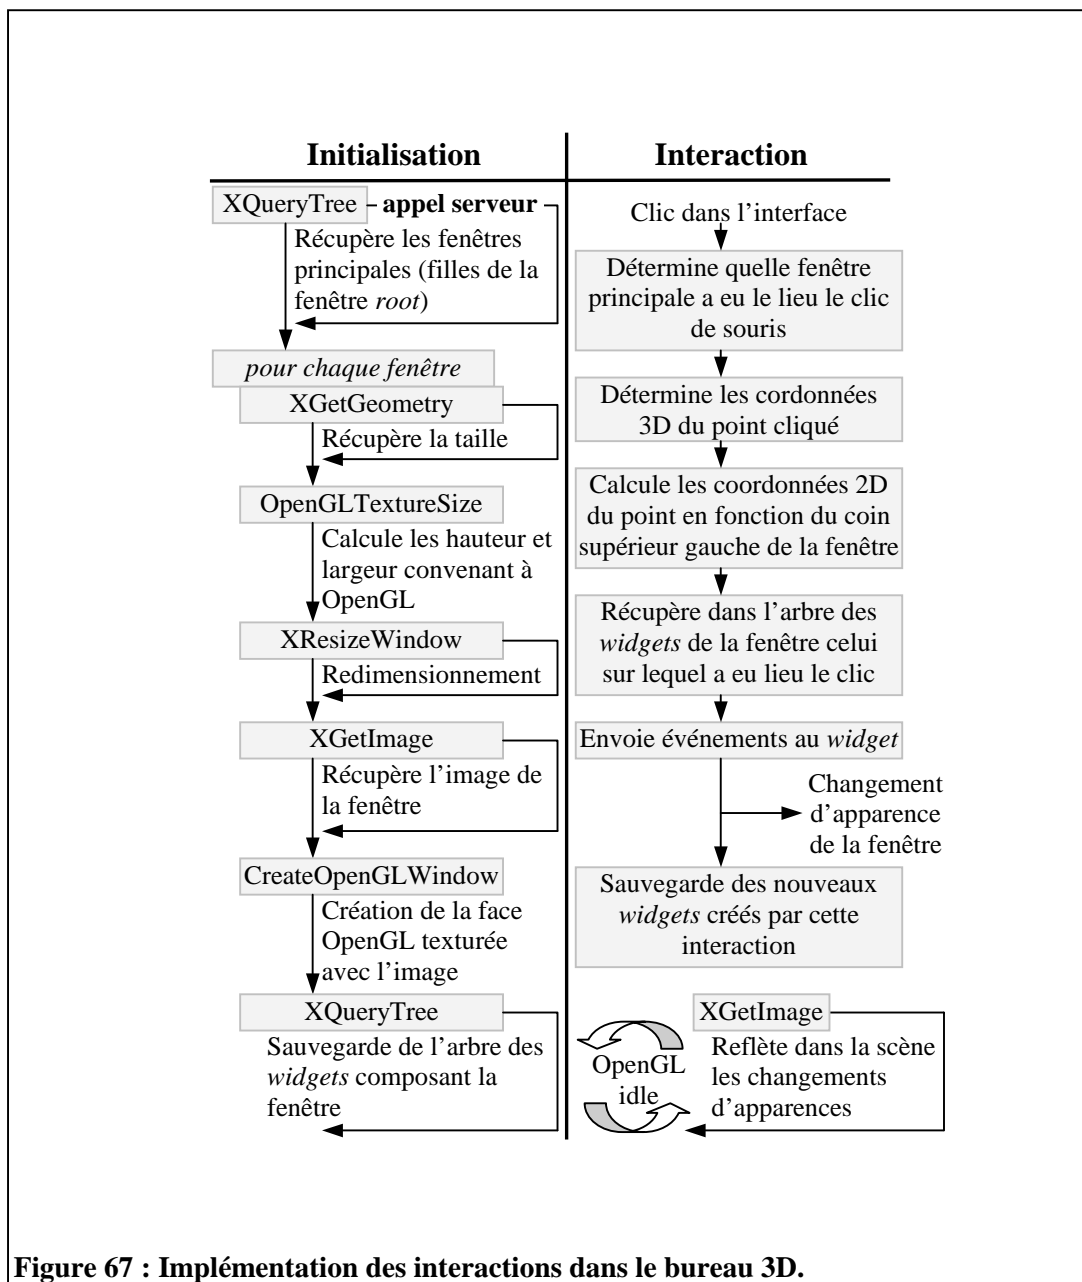 Initialisation
XQueryTree
appel serveur
Récupère les fenêtres
principales (filles de la
fenêtre root)
pour chaque fenêtre
XGetGeometry
Récupère la taille
OpenGLTextureSize
Calcule les hauteur et
largeur convenant à
OpenGL
XResizeWindow
Redimensionnement
XGetImage
Récupère l’image de
la fenêtre
CreateOpenGLWindow
Création de la face
OpenGL texturée
avec l’image
XQueryTree
Sauvegarde de l’arbre des
widgets composant la
fenêtre
Interaction
Clic dans l’interface
Détermine quelle fenêtre
principale a eu le lieu le clic
de souris
Détermine les cordonnées
3D du point cliqué
Calcule les coordonnées 2D
du point en fonction du coin
supérieur gauche de la fenêtre
Récupère dans l’arbre des
widgets de la fenêtre celui
sur lequel a eu lieu le clic
Envoie événements au widget
Changement
d’apparence
de la fenêtre
Sauvegarde des nouveaux
widgets créés par cette
interaction
OpenGL
idle
XGetImage
Reflète dans la scène
les changements
d’apparences
Figure 67 : Implémentation des interactions dans le bureau 3D.